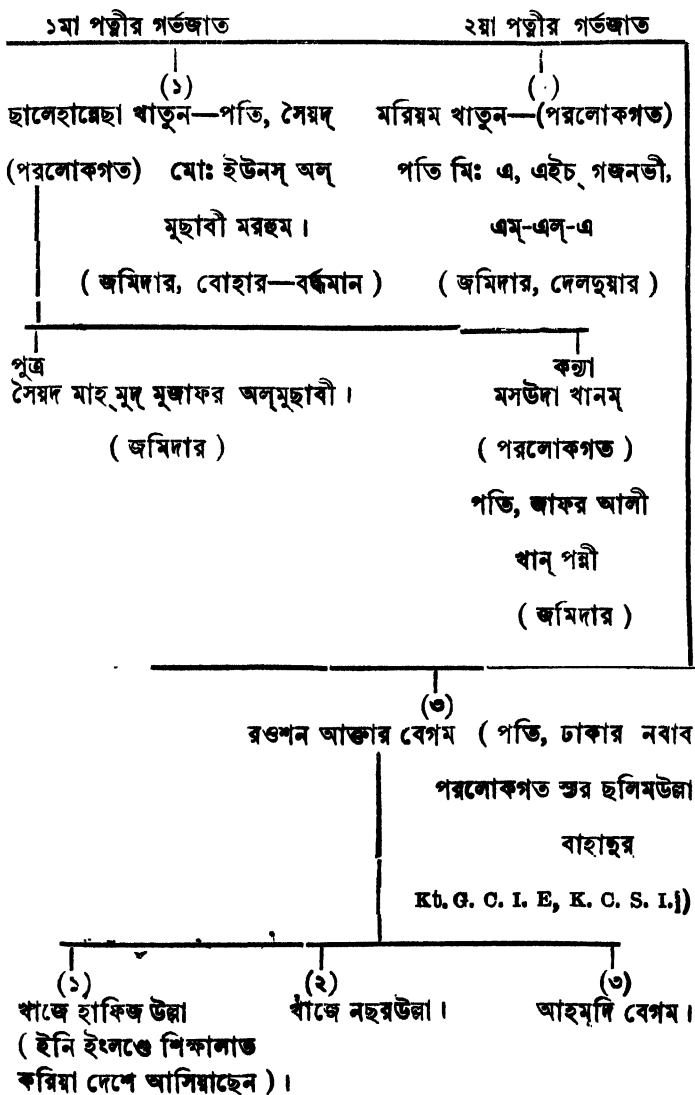 ১মা পত্নীর গর্ভজাত ২য়া পত্নীর গর্ভজাত
(১) ( )
ছালেহান্নেছা খাতুন—পতি, সৈয়দ মরিয়ম খাতুন—(পরলোকগত)
(পরলোকগত) মোঃ ইউনস্ অল্ পতি মিঃ এ, এইচ্ গজনভী,
মুছাবী মরহুম। এম্-এল্-এ
( জমিদার, বোহার—বর্দ্ধমান ) ( জমিদার, দেলদুয়ার )
পুত্র কন্যা
সৈয়দ মাহ্মুদ্ মুজাফর অল্মুছাবী। মসউদা খানম্
( জমিদার ) ( পরলোকগত )
পতি, জাফর আলী
খান্ পন্নী
( জমিদার )
(৩)
রওশন আক্তার বেগম ( পতি, ঢাকার নবাব
পরলোকগত স্যর ছলিমউল্লা
বাহাদুর
Kt. G. C. I. E, K. C. S. I.j)
(১) (২) (৩)
খাজে হাফিজ উল্লা খাজে নছরউল্লা। আহম্দি বেগম।
( ইনি ইংলণ্ডে শিক্ষালাভ
করিয়া দেশে আসিয়াছেন )।